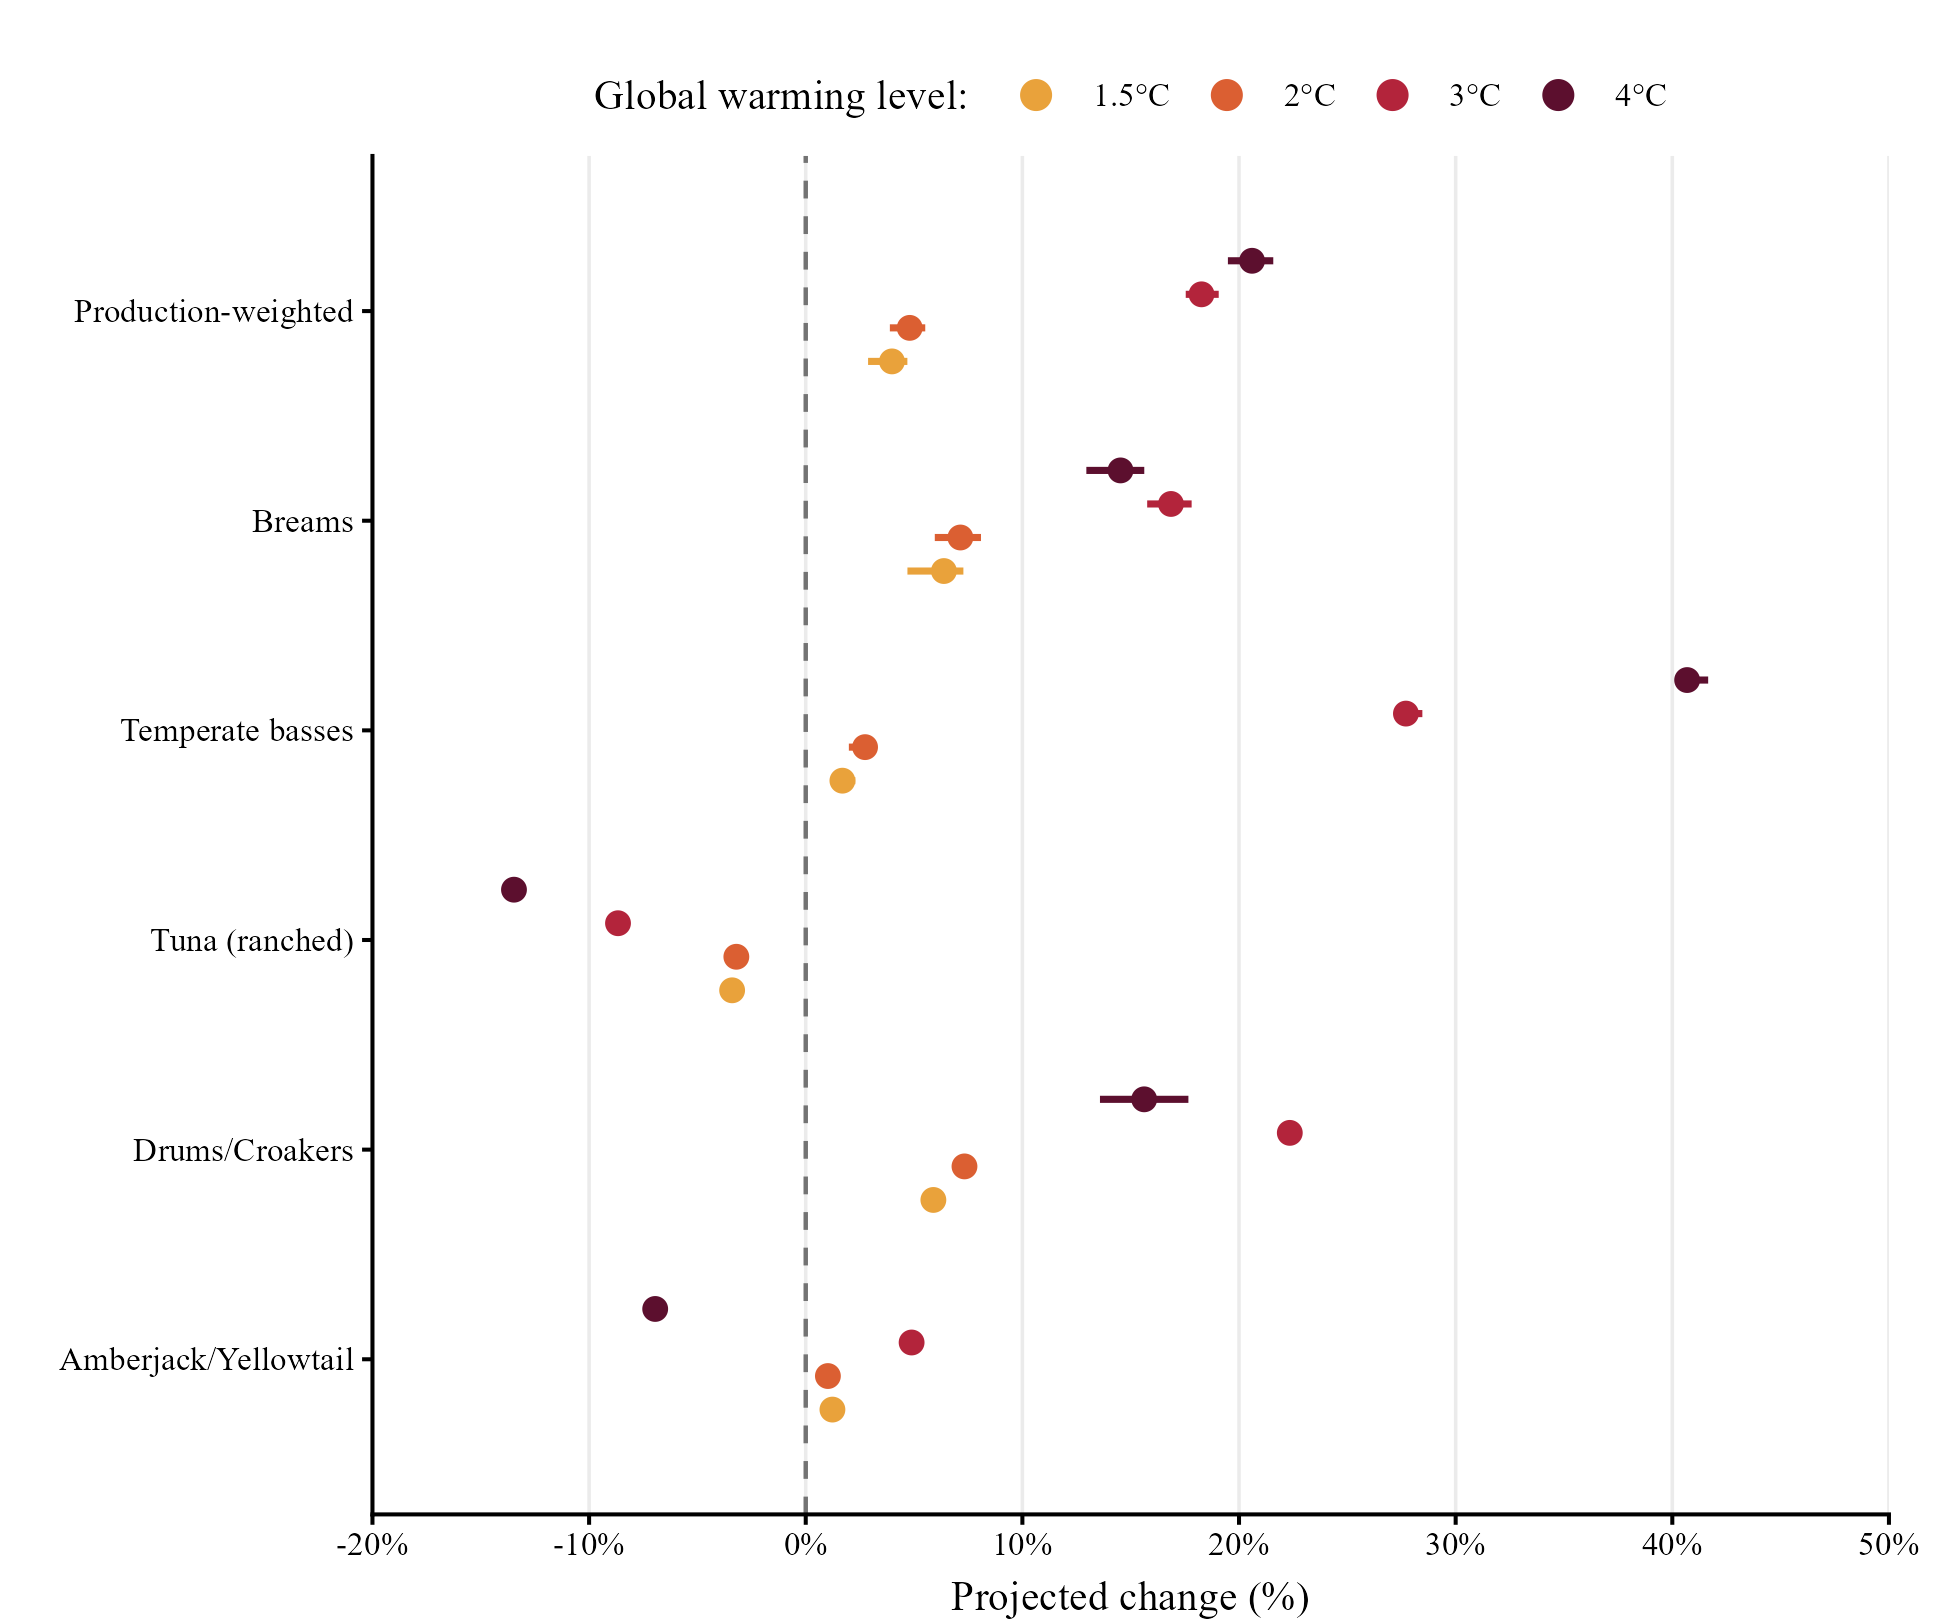 Global warming level: 1.5°C 2°C 3°C 4°C
Production-weighted
Breams
Temperate basses
Tuna (ranched)
Drums/Croakers
Amberjack/Yellowtail
-20% -10% 0% 10% 20% 30% 40% 50%
Projected change (%)